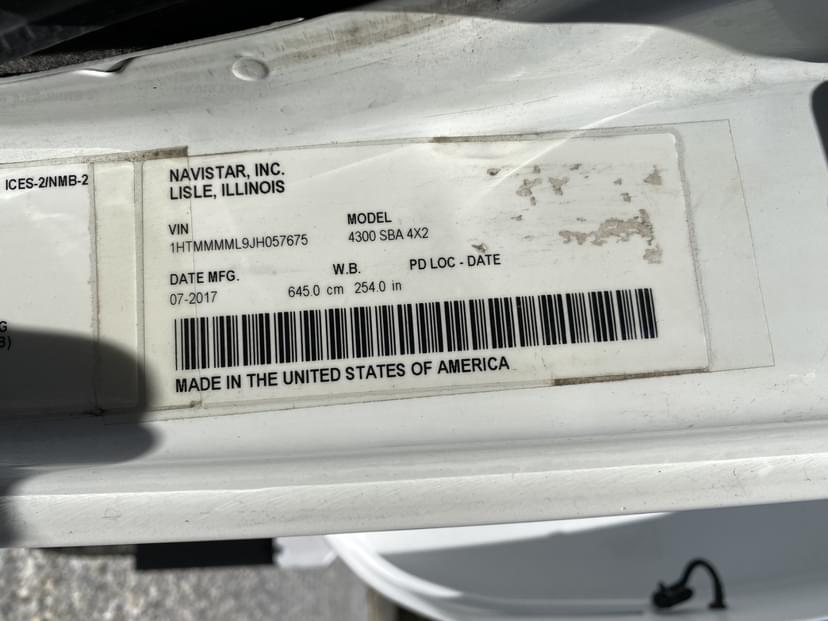 ICES-2/NMB-2
NAVISTAR, INC.
LISLE, ILLINOIS
VIN
1HTMMMML9JH057675
MODEL
4300 SBA 4X2
DATE MFG.
07-2017
W.B.
645.0 cm 254.0 in
PD LOC - DATE
MADE IN THE UNITED STATES OF AMERICA